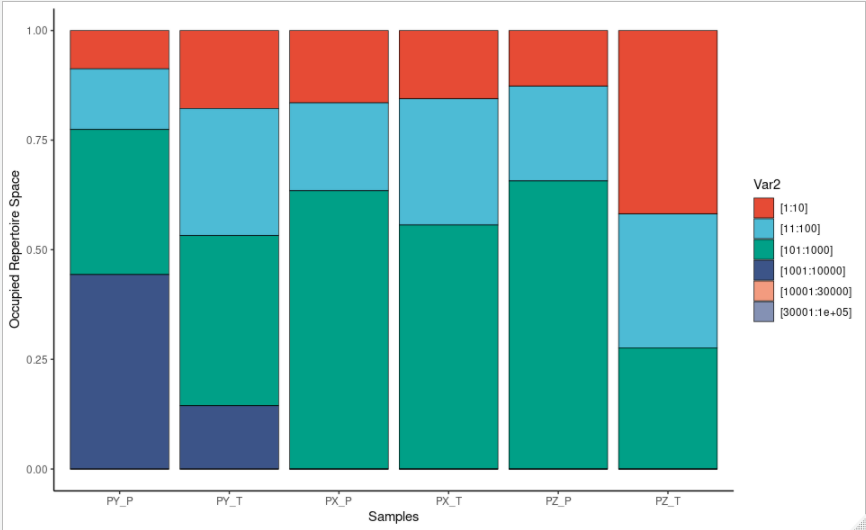 Occupied Repertoire Space
1.00
0.75
0.50
0.25
0.00
PY_P PY_T PX_P PX_T PZ_P PZ_T
Samples
Var2
[1:10]
[11:100]
[101:1000]
[1001:10000]
[10001:30000]
[30001:1e+05]